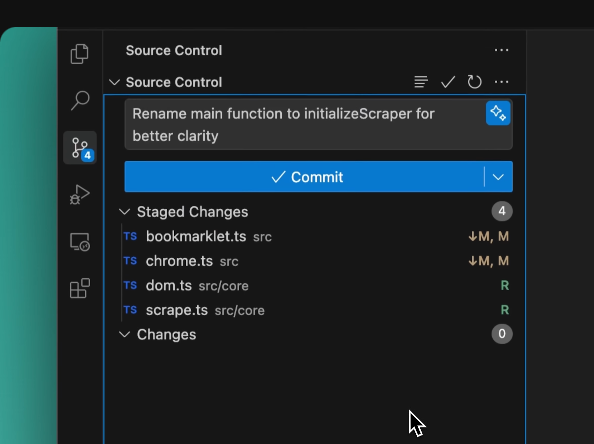 Source Control
Source Control
Rename main function to initializeScraper for
better clarity
Commit
4
Staged Changes 4
TS bookmarklet.ts src ↓M, M
TS chrome.ts src ↓M, M
TS dom.ts src/core R
TS scrape.ts src/core R
Changes 0